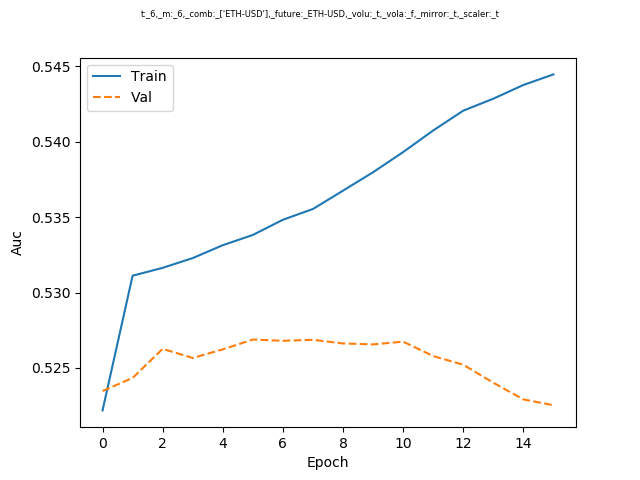 t:_6,_m:_6,_comb:_['ETH-USD'],_future:_ETH-USD,_volu:_t,_vola:_f,_mirror:_t,_scaler:_t
Train
Val
0.545
0.540
0.535
0.530
0.525
Auc
0 2 4 6 8 10 12 14
Epoch